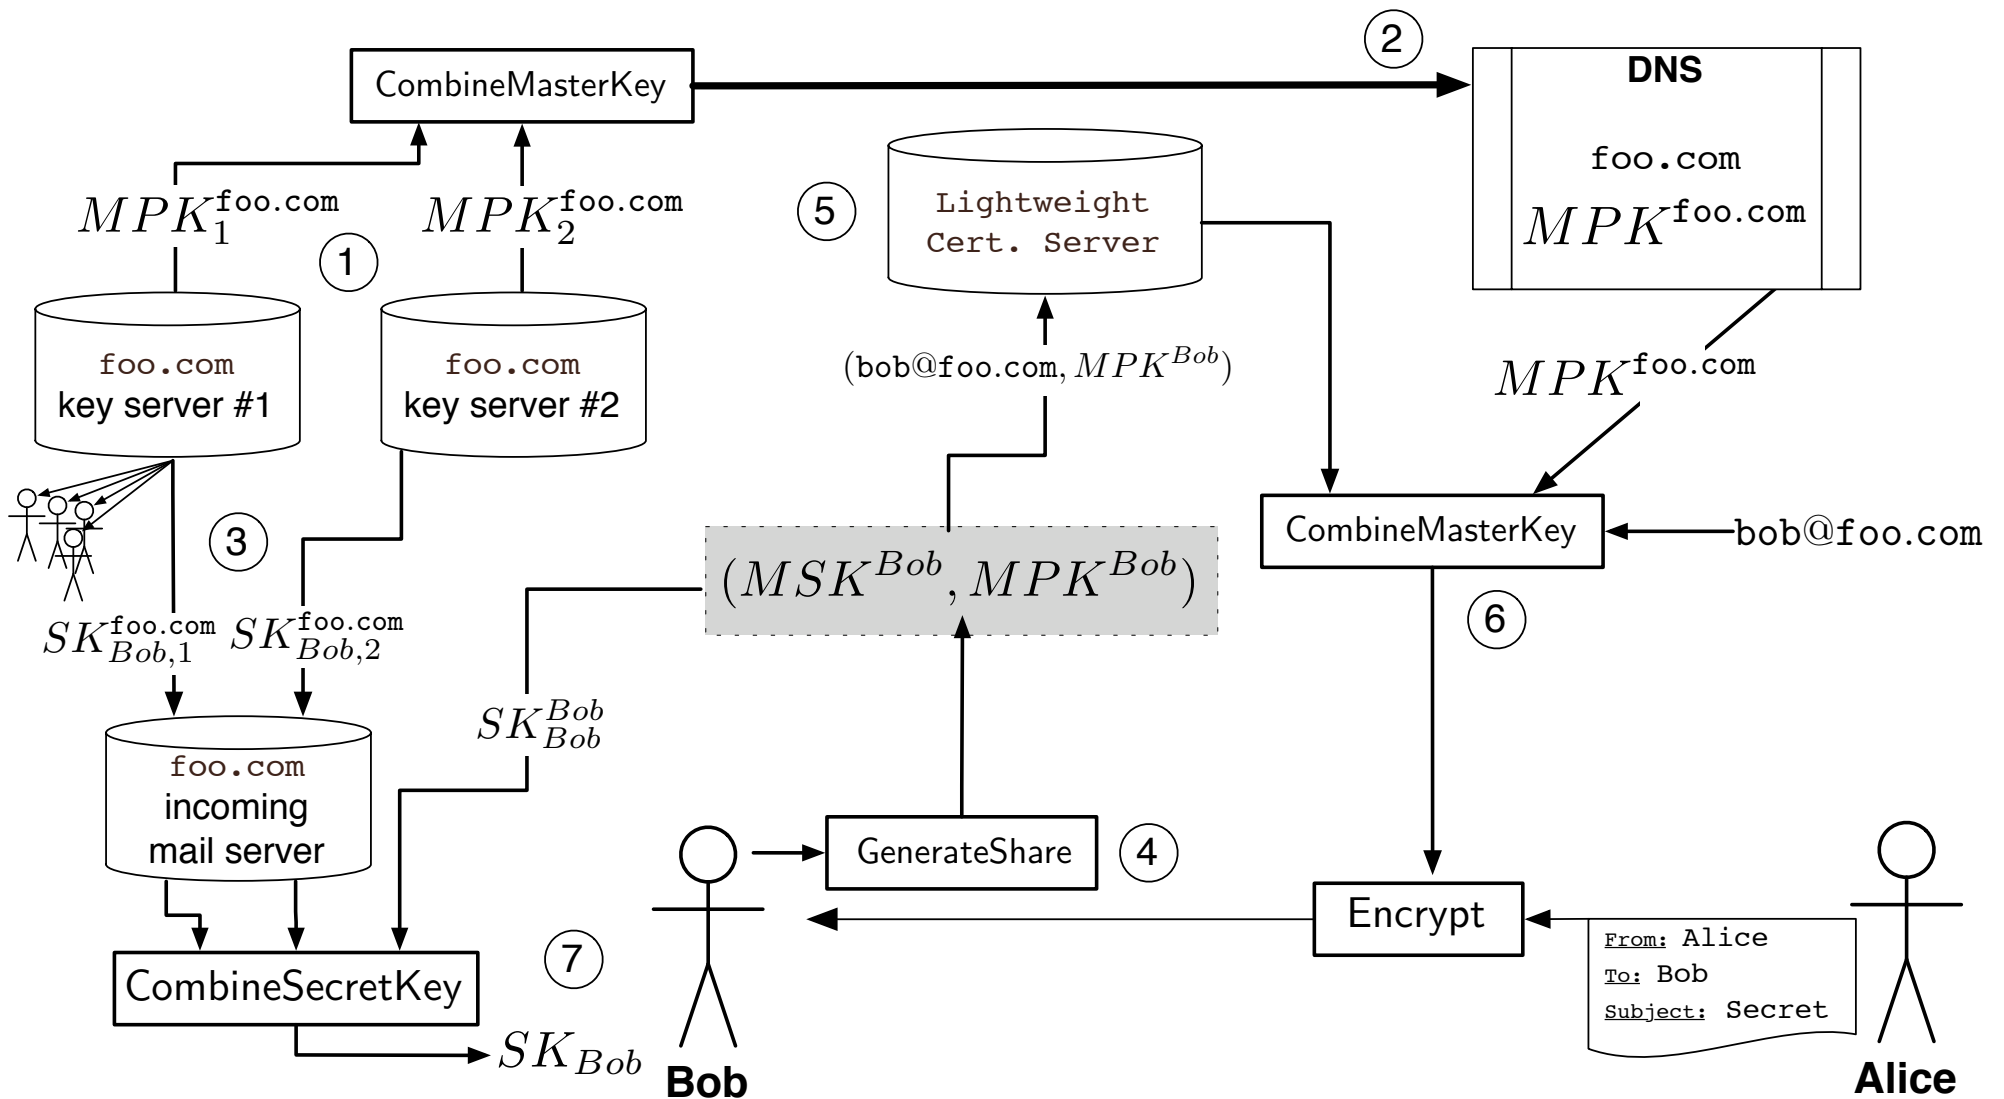 CombineMasterKey
2
DNS
foo.com
MPK^foo.com
MPK_1^foo.com
MPK_2^foo.com
1
5
Lightweight
Cert. Server
foo.com
key server #1
foo.com
key server #2
(bob@foo.com, MPK^Bob)
MPK^foo.com
3
CombineMasterKey
bob@foo.com
(MSK^Bob, MPK^Bob)
6
SK_Bob,1^foo.com
SK_Bob,2^foo.com
SK_Bob^Bob
foo.com
incoming
mail server
GenerateShare
4
Encrypt
From: Alice
To: Bob
Subject: Secret
7
CombineSecretKey
SK_Bob
Bob
Alice